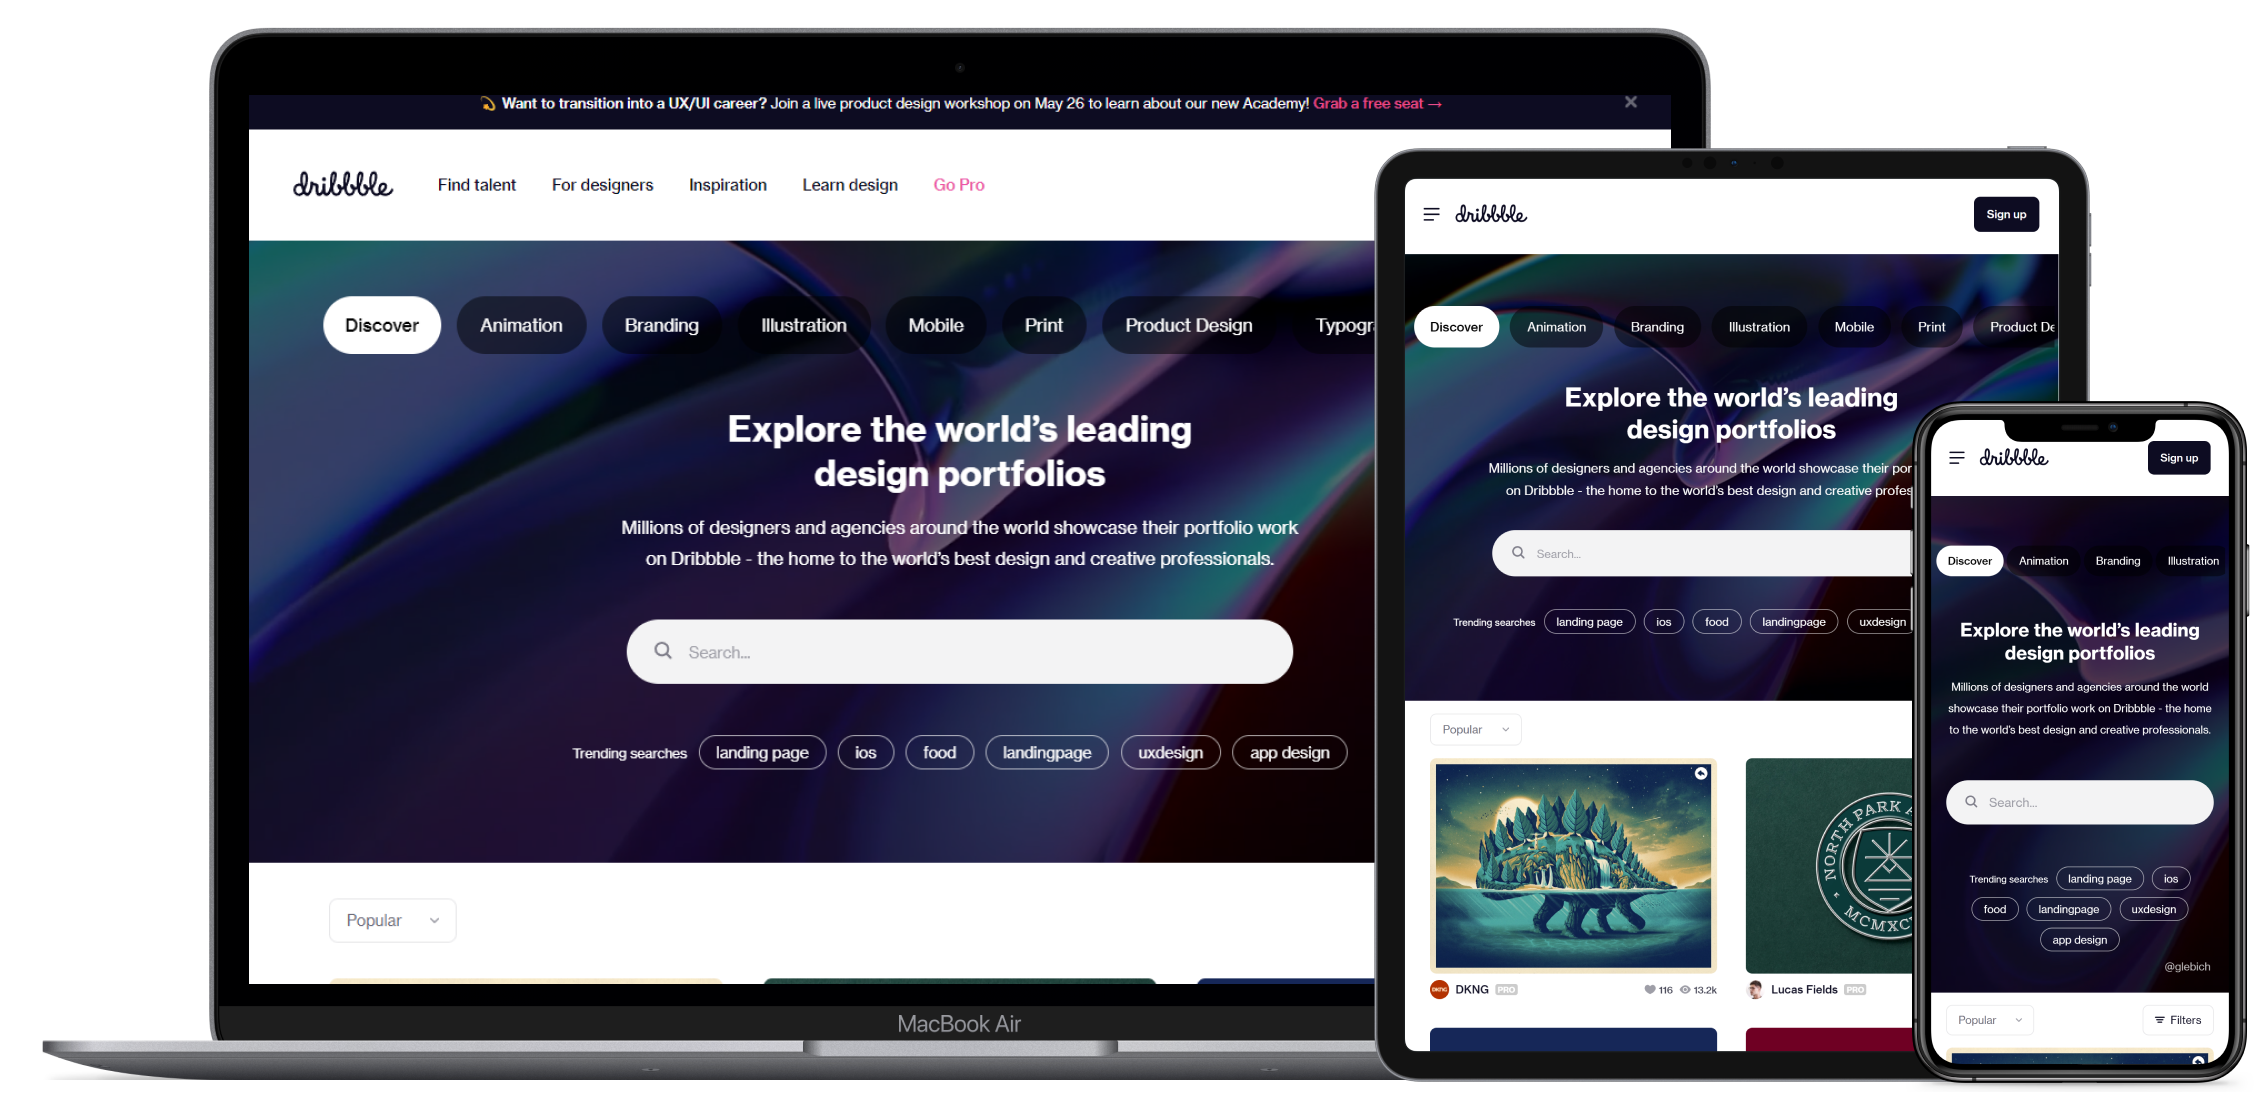 Want to transition into a UX/UI career? Join a live product design workshop on May 26 to learn about our new Academy! Grab a free seat →
dribbble
Find talent
For designers
Inspiration
Learn design
Go Pro
Discover
Animation
Branding
Illustration
Mobile
Print
Product Design
Typogr
Explore the world's leading
design portfolios
Millions of designers and agencies around the world showcase their portfolio work
on Dribbble - the home to the world's best design and creative professionals.
Search...
Trending searches
landing page
ios
food
landingpage
uxdesign
app design
Popular
MacBook Air
dribbble
Sign up
Discover
Animation
Branding
Illustration
Mobile
Print
Product De
Explore the world's leading
design portfolios
Millions of designers and agencies around the world showcase their por
on Dribbble - the home to the world's best design and creative profes
Search...
Trending searches
landing page
ios
food
landingpage
uxdesign
Popular
NORTH PARK
MCMXC
DKNG
DKNG PRO
116
13.2k
Lucas Fields PRO
dribbble
Sign up
Discover
Animation
Branding
Illustration
Explore the world's leading
design portfolios
Millions of designers and agencies around the world
showcase their portfolio work on Dribbble - the home
to the world's best design and creative professionals.
Search...
Trending searches
landing page
ios
food
landingpage
uxdesign
app design
@glebich
Popular
Filters